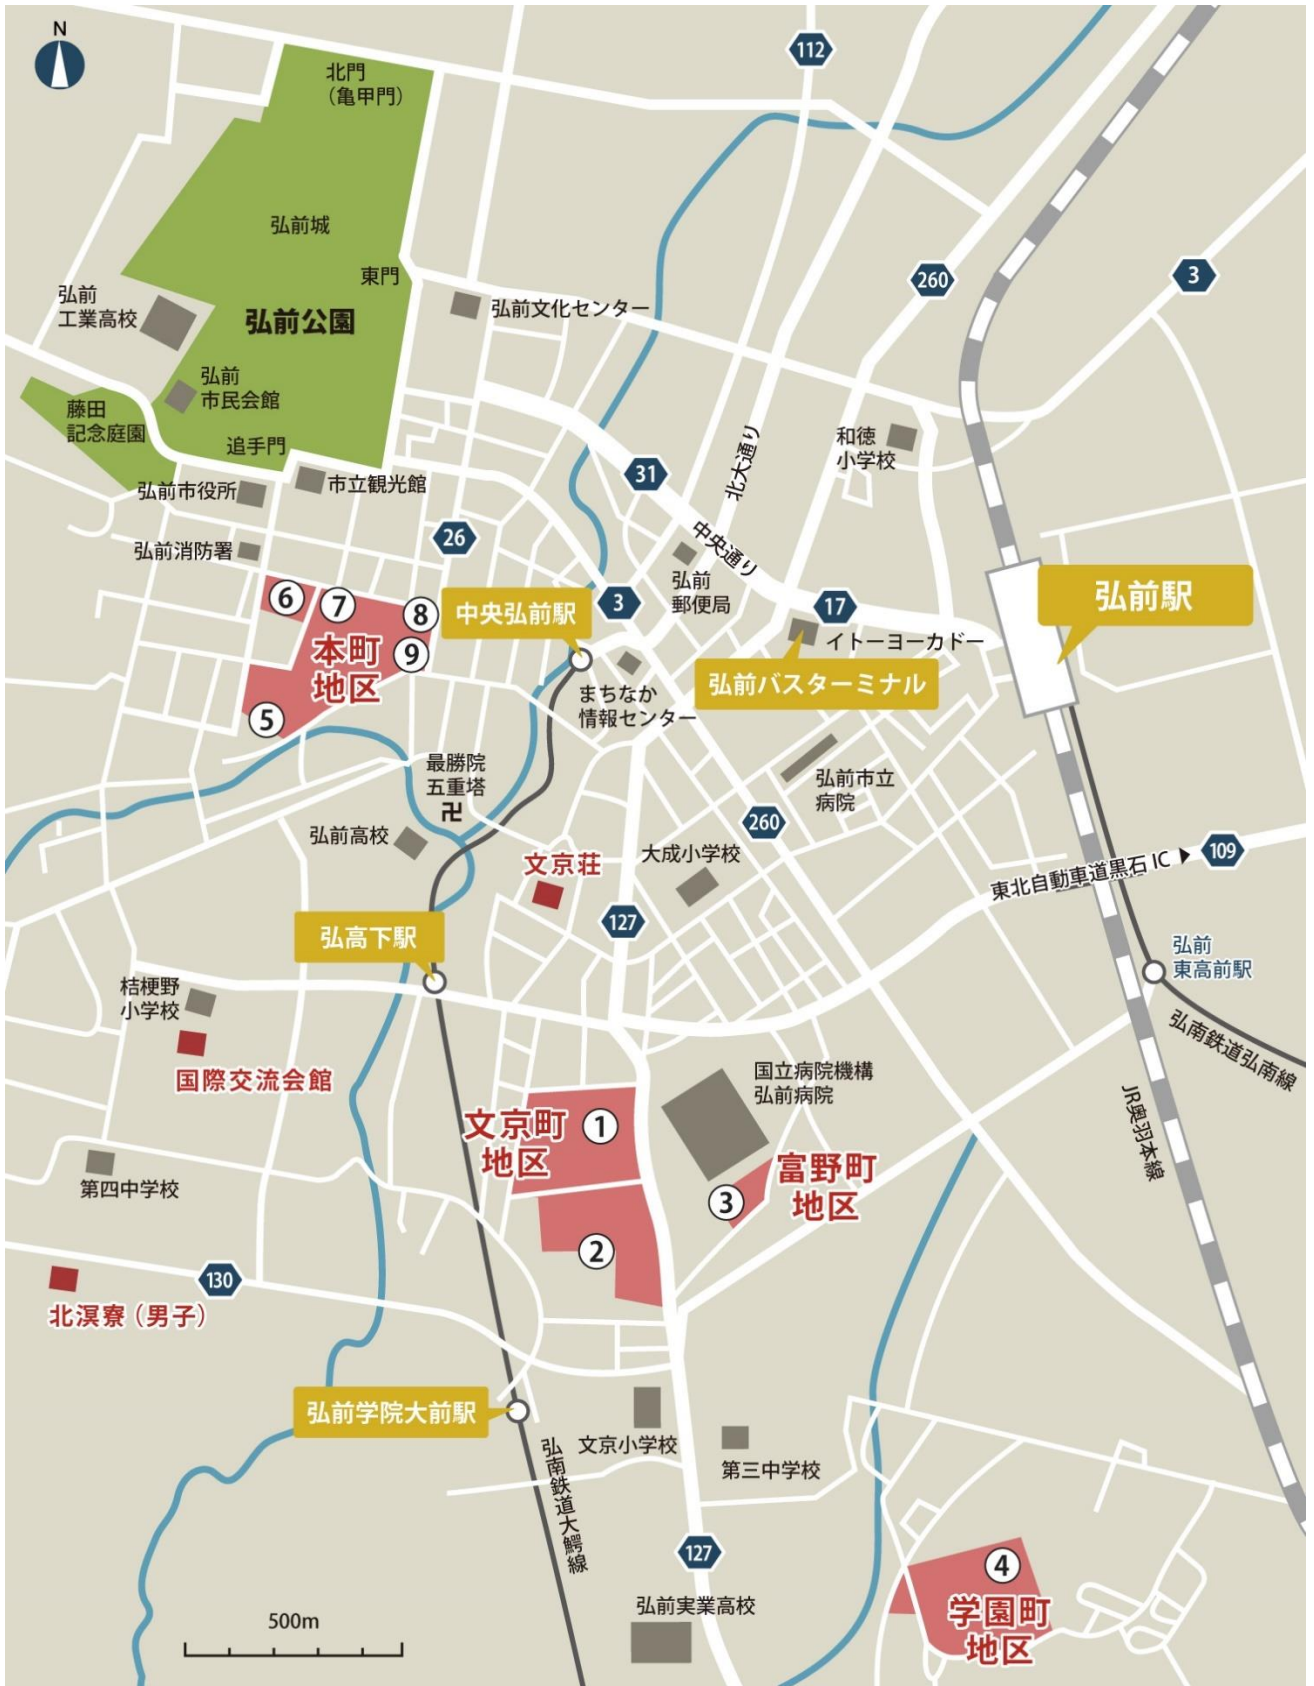 N
北門
（亀甲門）
112
弘前城
東門
260
3
弘前
工業高校
弘前公園
弘前文化センター
弘前
市民会館
藤田
記念庭園
追手門
北大通り
和徳
小学校
31
弘前市役所
市立観光館
26
中央通り
弘前消防署
弘前
郵便局
弘前駅
6
7
8
中央弘前駅
3
17
イトーヨーカドー
本町
地区
9
弘前バスターミナル
5
まちなか
情報センター
最勝院
五重塔
卍
弘前市立
病院
260
弘前高校
大成小学校
109
東北自動車道黒石 IC
文京荘
127
弘高下駅
弘前
東高前駅
桔梗野
小学校
弘南鉄道弘南線
国際交流会館
国立病院機構
弘前病院
JR奥羽本線
文京町
地区
1
第四中学校
富野町
地区
3
2
130
北溟寮（男子）
弘前学院大前駅
文京小学校
弘南鉄道大鰐線
第三中学校
127
4
学園町
地区
弘前実業高校
500m